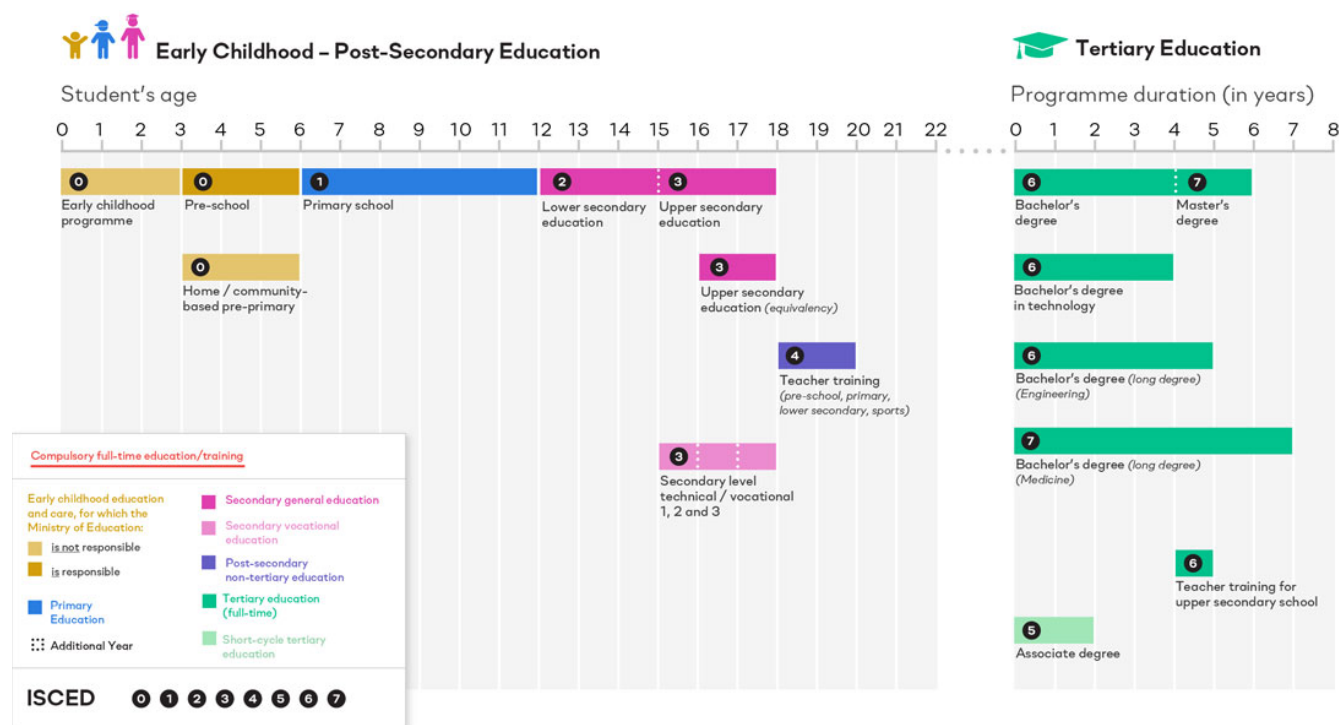 Early Childhood – Post-Secondary Education
Student's age
0 1 2 3 4 5 6 7 8 9 10 11 12 13 14 15 16 17 18 19 20 21 22
0
Early childhood
programme
0
Pre-school
1
Primary school
2
Lower secondary
education
3
Upper secondary
education
0
Home / community-
based pre-primary
3
Upper secondary
education (equivalency)
4
Teacher training
(pre-school, primary,
lower secondary, sports)
3
Secondary level
technical / vocational
1, 2 and 3
Tertiary Education
Programme duration (in years)
0 1 2 3 4 5 6 7 8
6
Bachelor's
degree
7
Master's
degree
6
Bachelor's degree
in technology
6
Bachelor's degree (long degree)
(Engineering)
7
Bachelor's degree (long degree)
(Medicine)
6
Teacher training for
upper secondary school
5
Associate degree
Compulsory full-time education/training
Early childhood education
and care, for which the
Ministry of Education:
is not responsible
is responsible
Primary
Education
Additional Year
Secondary general education
Secondary vocational
education
Post-secondary
non-tertiary education
Tertiary education
(full-time)
Short-cycle tertiary
education
ISCED 0 1 2 3 4 5 6 7